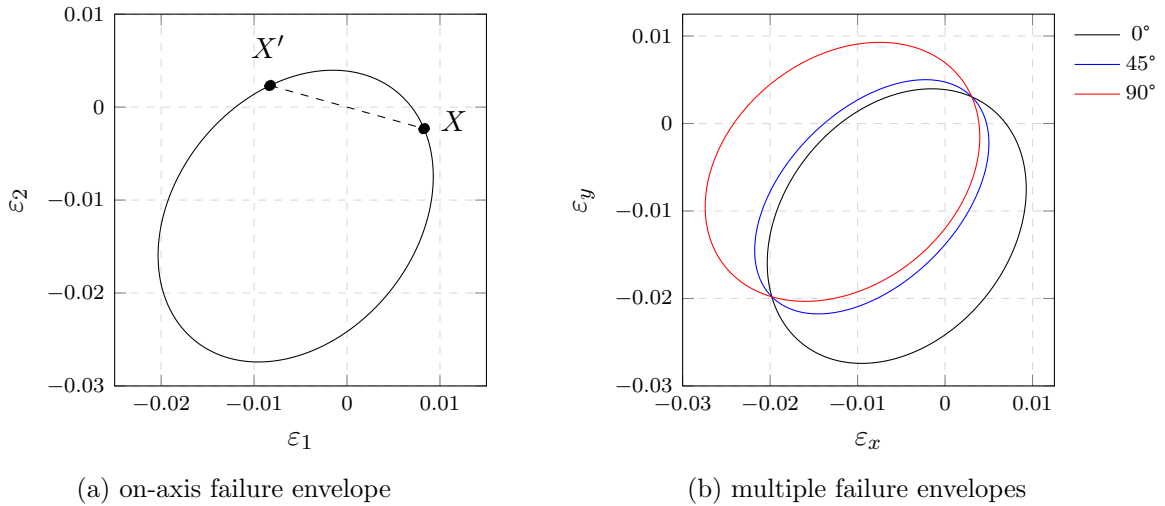 0.01
0
−0.01
−0.02
−0.03
−0.02
−0.01
0
0.01
ε₂
ε₁
X′
X
(a) on-axis failure envelope
0.01
0
−0.01
−0.02
−0.03
−0.03
−0.02
−0.01
0
0.01
εy
εx
0°
45°
90°
(b) multiple failure envelopes